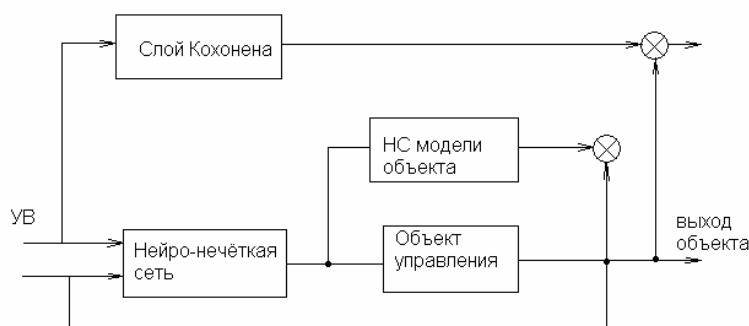 Слой Кохонена
НС модели
объекта
УВ
Нейро-нечёткая
сеть
Объект
управления
выход
объекта